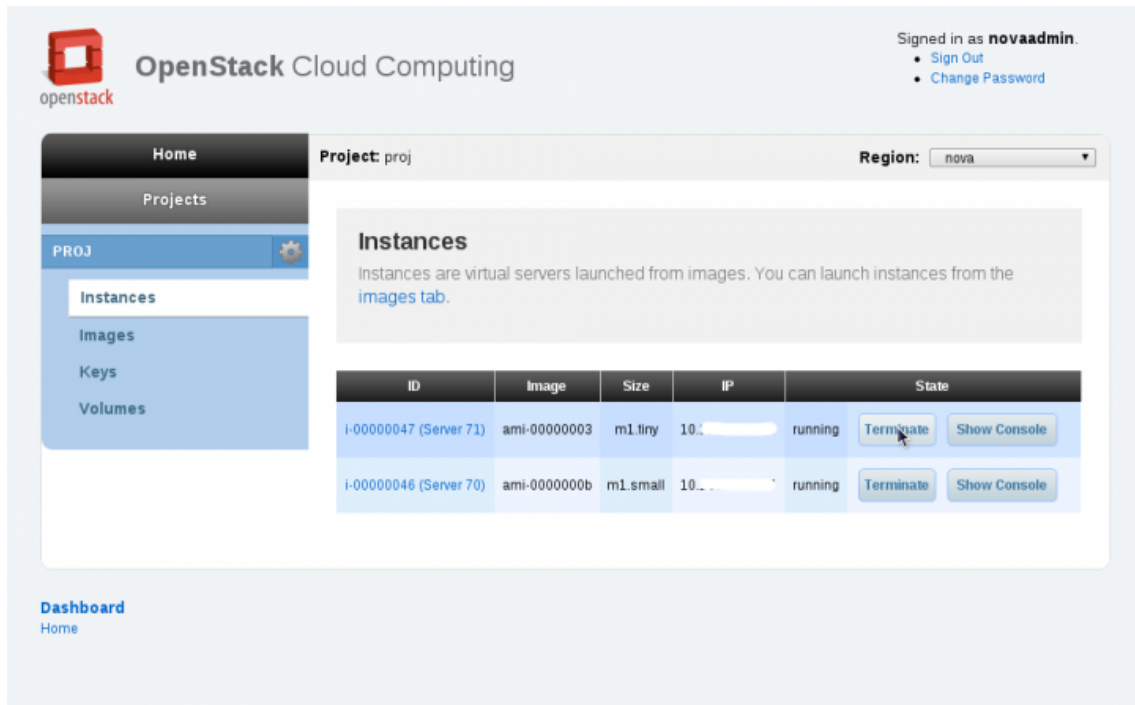 openstack
OpenStack Cloud Computing
Signed in as novaadmin.
Sign Out
Change Password
Home
Projects
PROJ
Instances
Images
Keys
Volumes
Project: proj
Region: nova
Instances
Instances are virtual servers launched from images. You can launch instances from the
images tab.
ID Image Size IP State
i-00000047 (Server 71) ami-00000003 m1.tiny 10. running Terminate Show Console
i-00000046 (Server 70) ami-0000000b m1.small 10. running Terminate Show Console
Dashboard
Home